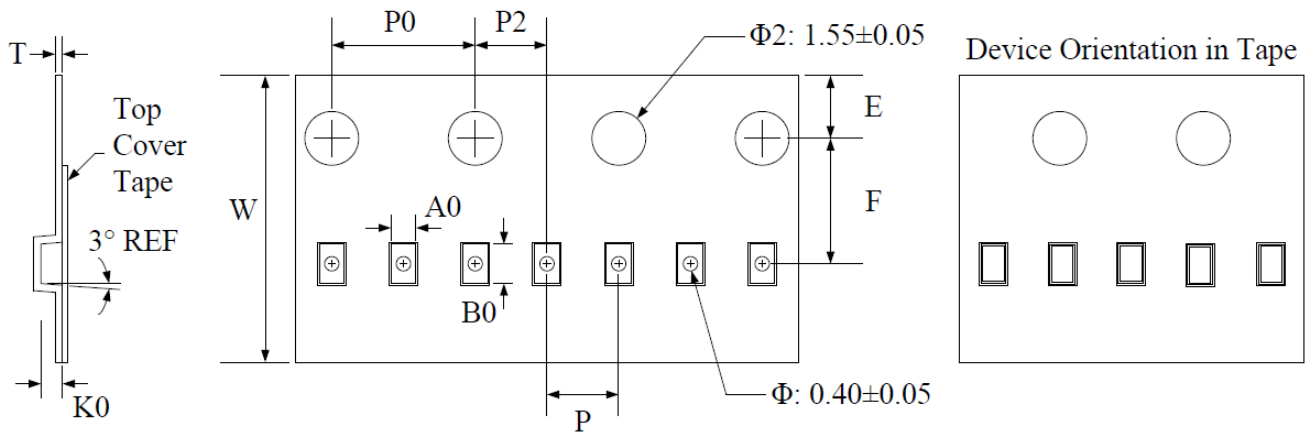 P0
P2
Φ2: 1.55±0.05
T
Device Orientation in Tape
E
Top
Cover
Tape
W
A0
F
3° REF
B0
K0
P
Φ: 0.40±0.05